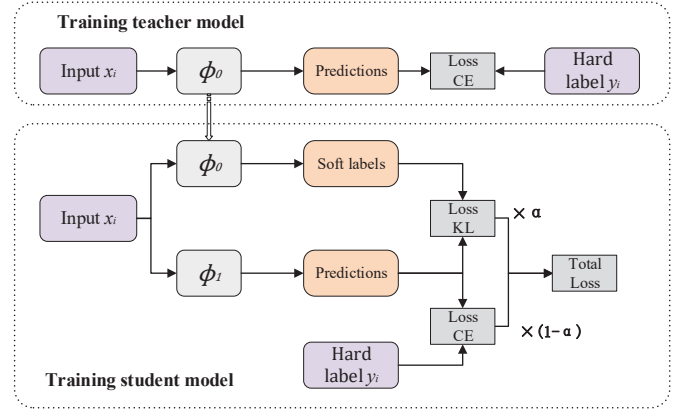 Training teacher model
Input xᵢ
ϕ₀
Predictions
Loss
CE
Hard
label yᵢ
ϕ₀
Soft labels
Input xᵢ
Loss
KL
× α
ϕ₁
Predictions
Total
Loss
Loss
CE
×(1-α)
Hard
label yᵢ
Training student model